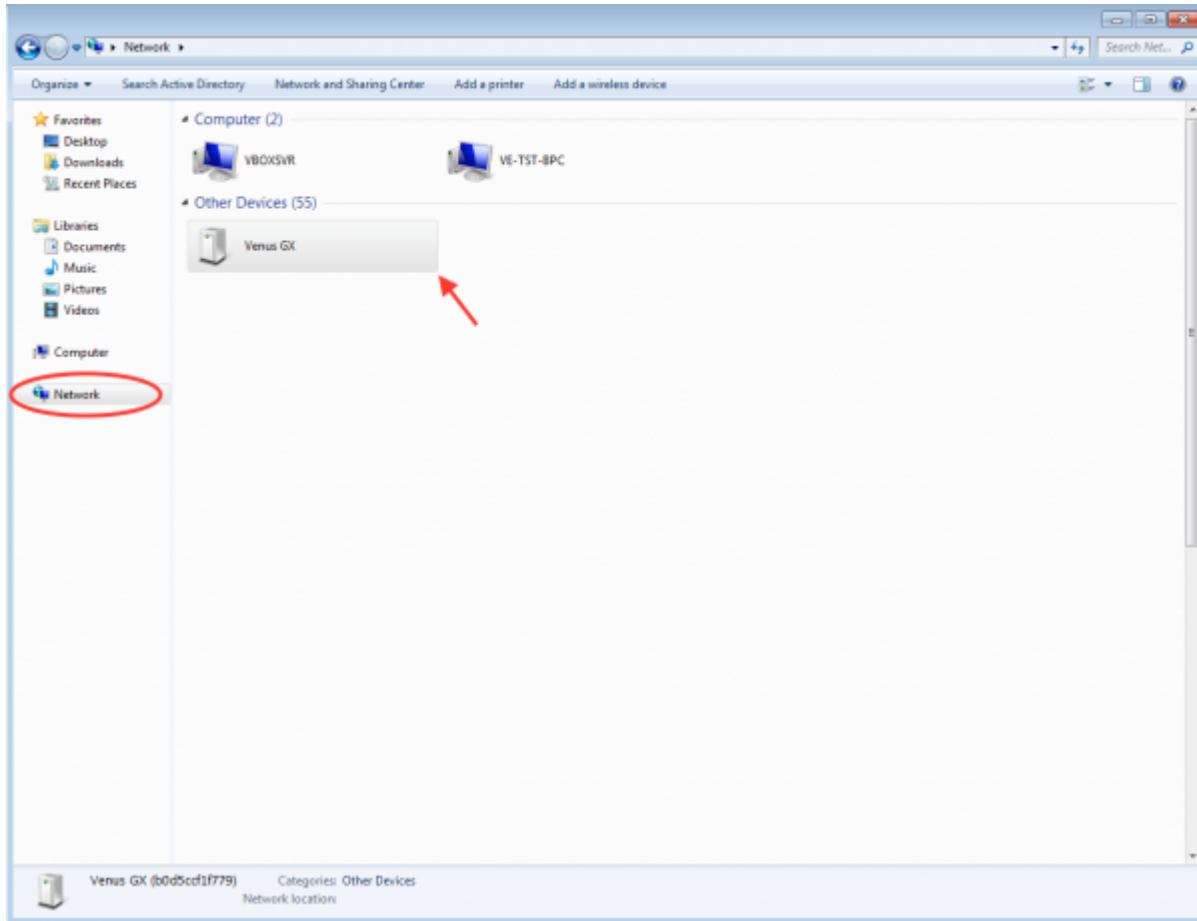 Network
Search Net...
Organize Search Active Directory Network and Sharing Center Add a printer Add a wireless device
Favorites
Desktop
Downloads
Recent Places
Libraries
Documents
Music
Pictures
Videos
Computer
Network
Computer (2)
VBOXSVR VE-TST-8PC
Other Devices (55)
Venus GX
Venus GX (b0d5ccf1f779) Categories: Other Devices
Network location: